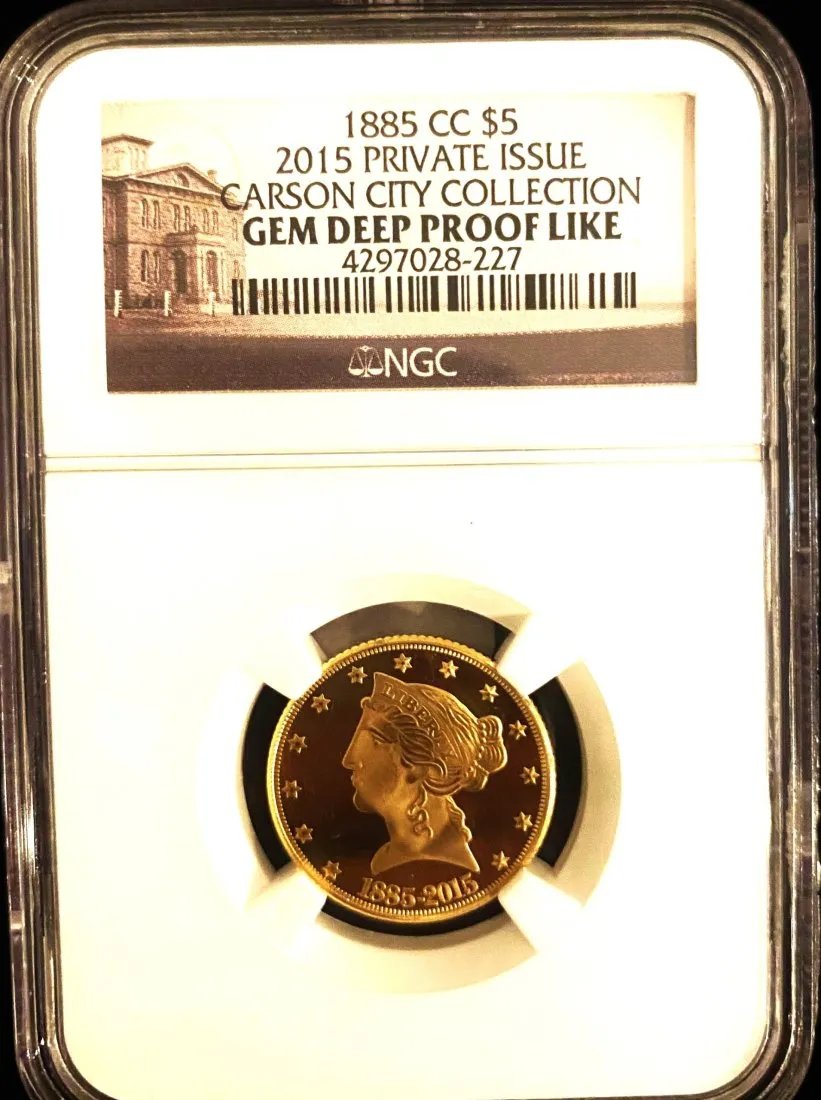 1885 CC $5
2015 PRIVATE ISSUE
CARSON CITY COLLECTION
GEM DEEP PROOF LIKE
4297028-227
NGC
LIBERTY
1885-2015